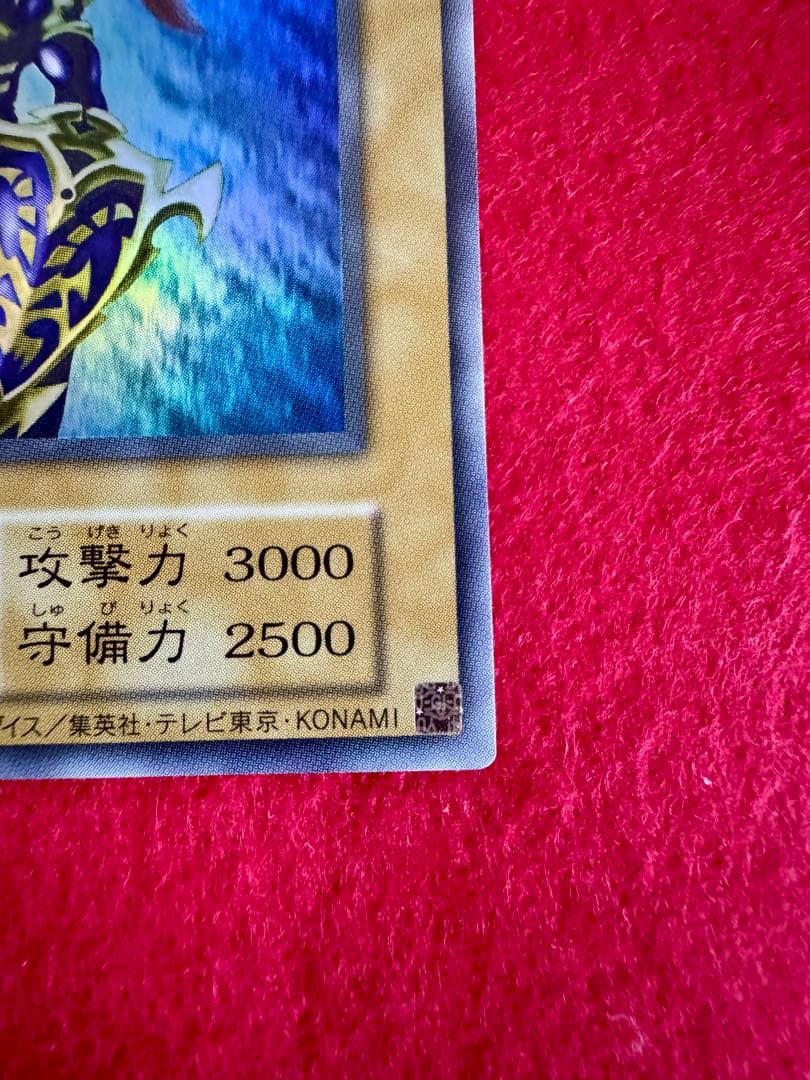 こう げき りょく
攻撃力 3000
しゅ び りょく
守備力 2500
イス／集英社・テレビ東京・KONAMI